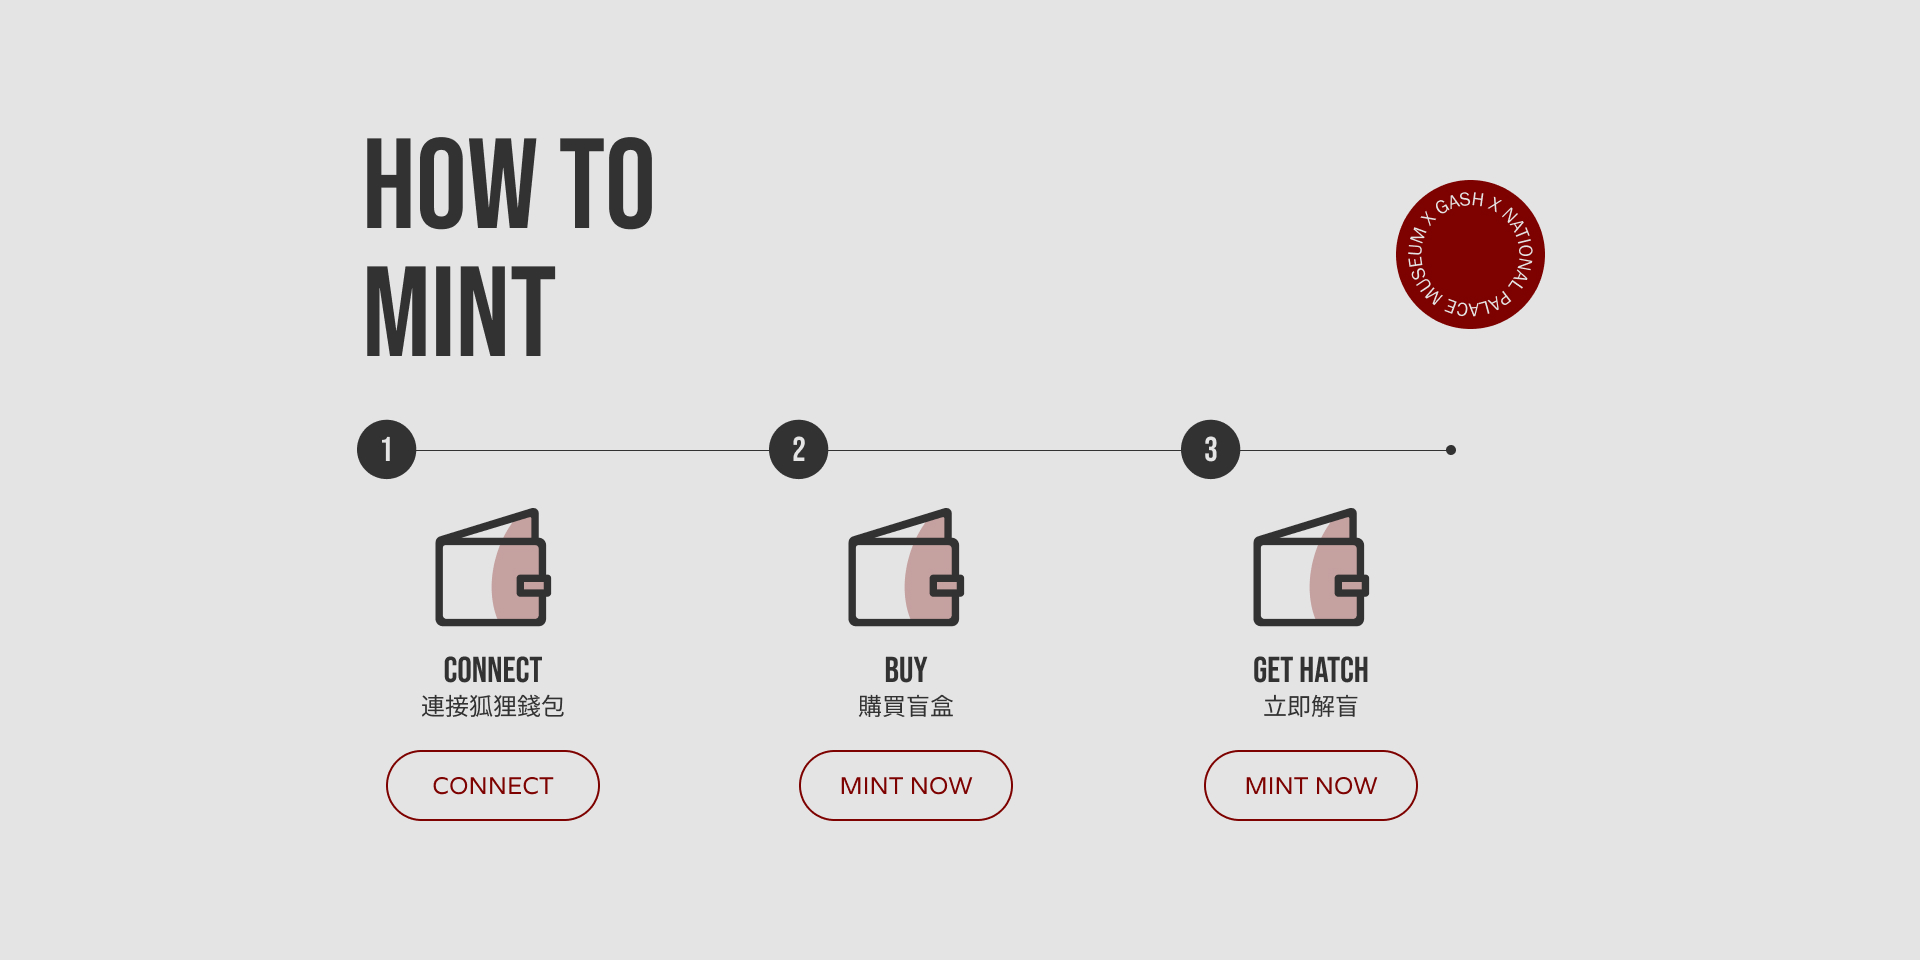 HOW TO
MINT
GASH X NATIONAL PALACE MUSEUM X
1
2
3
CONNECT
連接狐狸錢包
CONNECT
BUY
購買盲盒
MINT NOW
GET HATCH
立即解盲
MINT NOW